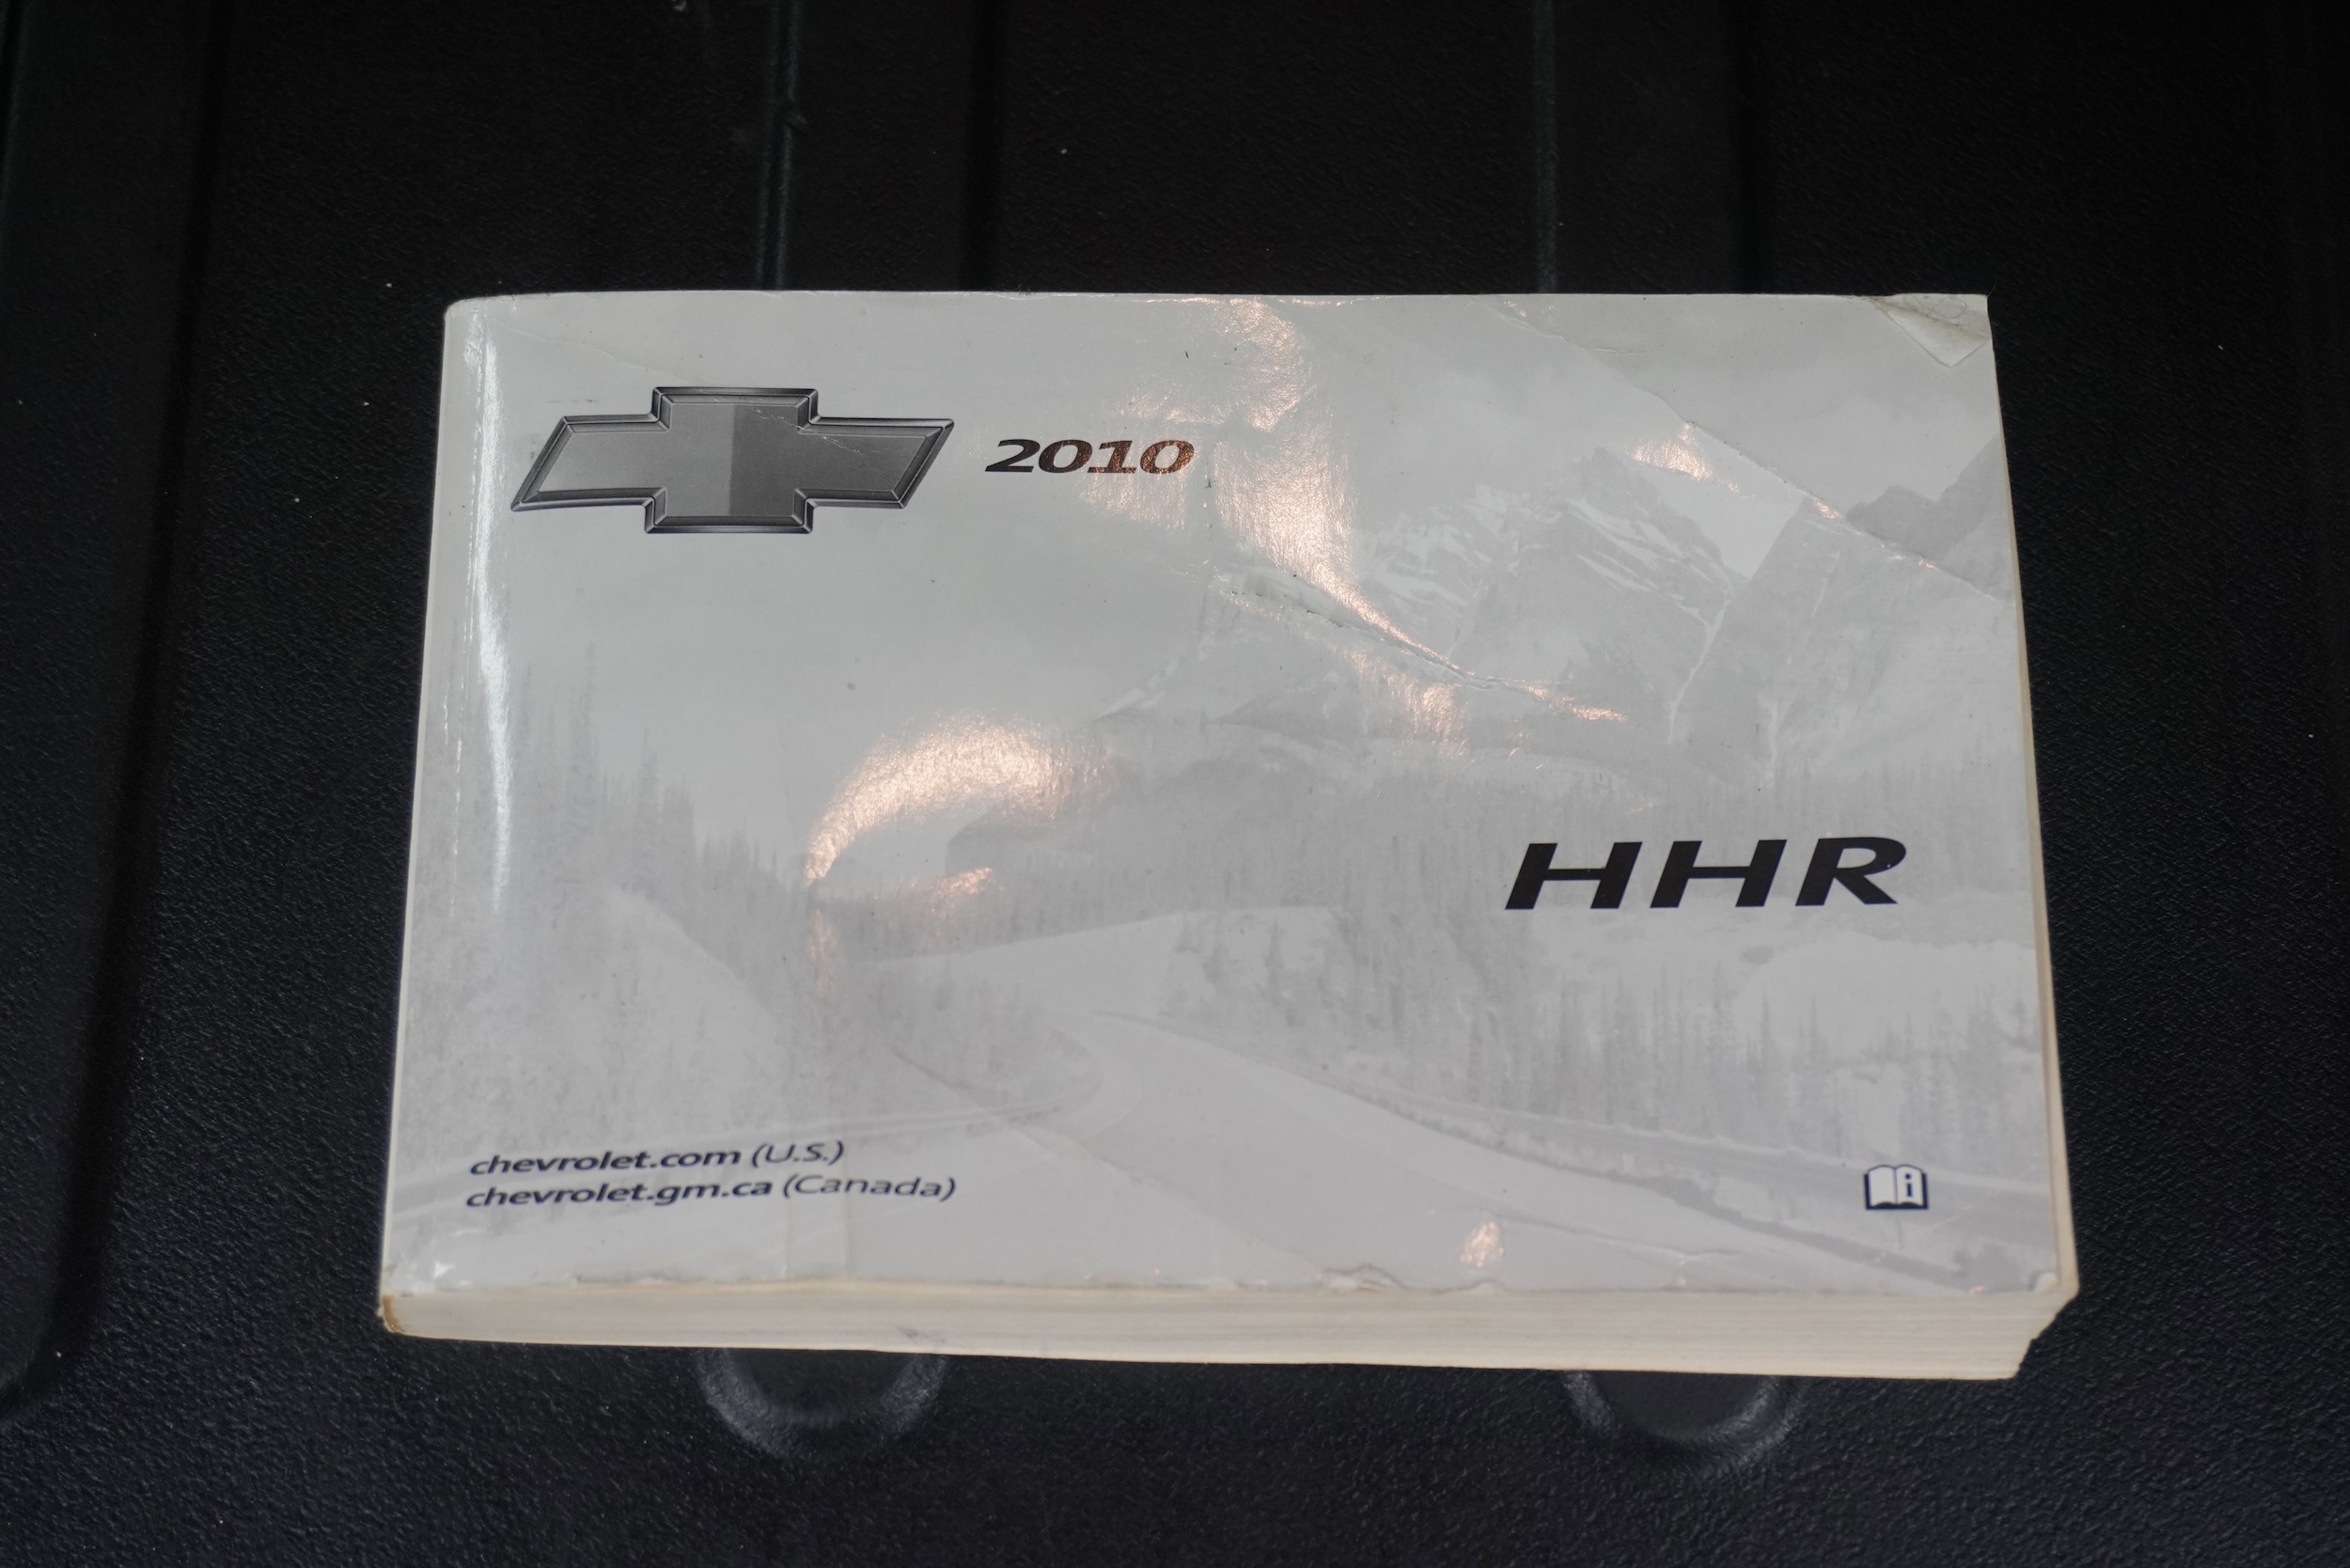 2010
HHR
chevrolet.com (U.S.)
chevrolet.gm.ca (Canada)
i